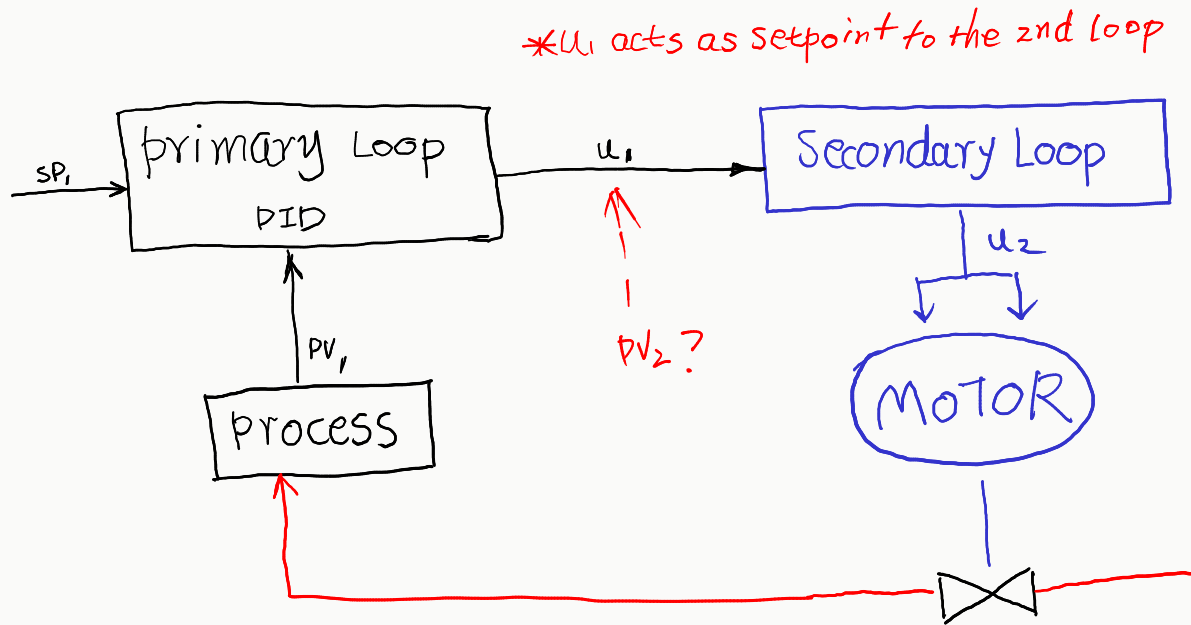 *u₁ acts as setpoint to the 2nd loop
primary Loop
PID
SP₁
u₁
Secondary Loop
u₂
PV₁
PV₂?
MOTOR
process